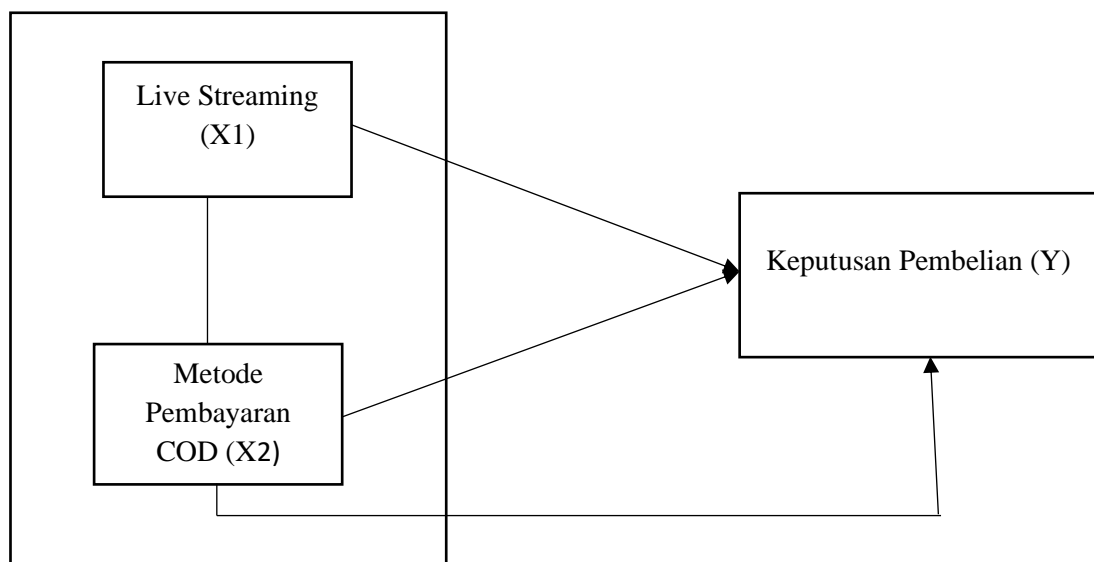 Live Streaming
(X1)
Keputusan Pembelian (Y)
Metode
Pembayaran
COD (X2)